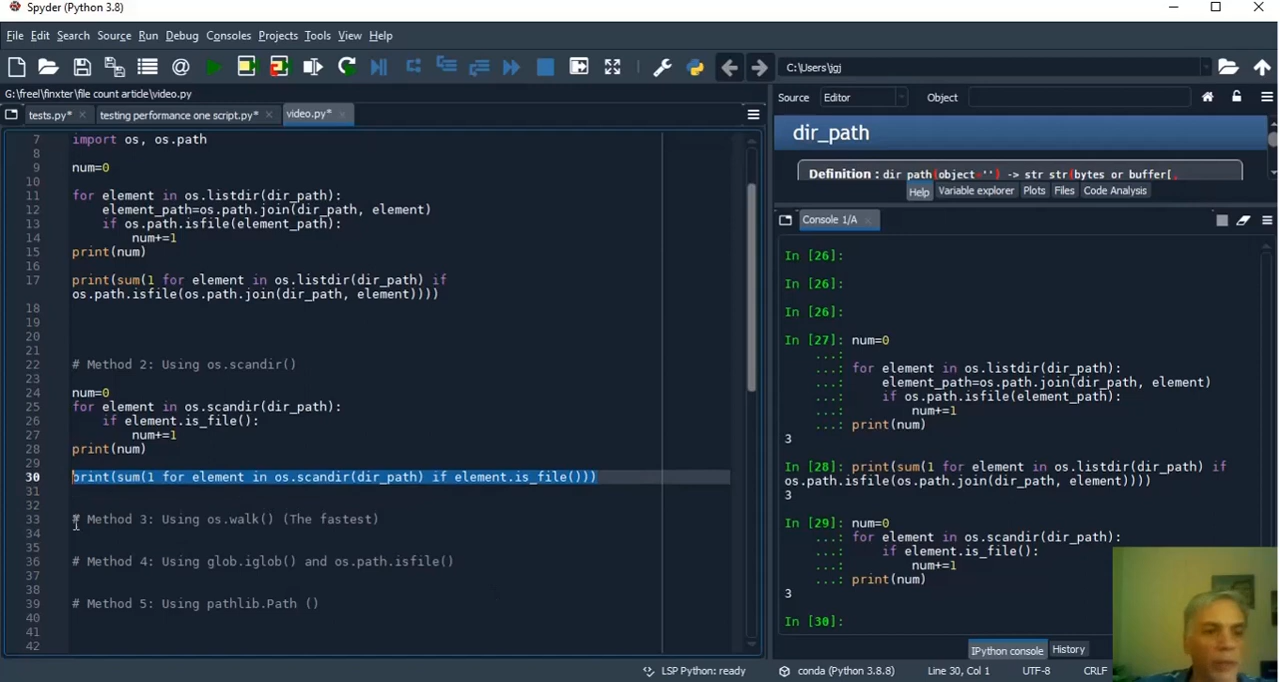 Spyder (Python 3.8)
File Edit Search Source Run Debug Consoles Projects Tools View Help
C:\Users\jgj
G:\freel\finxter\file count article\video.py
tests.py* testing performance one script.py* video.py*
7 import os, os.path
8
9 num=0
10
11 for element in os.listdir(dir_path):
12 element_path=os.path.join(dir_path, element)
13 if os.path.isfile(element_path):
14 num+=1
15 print(num)
16
17 print(sum(1 for element in os.listdir(dir_path) if
os.path.isfile(os.path.join(dir_path, element))))
18
19
20
21
22 # Method 2: Using os.scandir()
23
24 num=0
25 for element in os.scandir(dir_path):
26 if element.is_file():
27 num+=1
28 print(num)
29
30 print(sum(1 for element in os.scandir(dir_path) if element.is_file()))
31
32
33 # Method 3: Using os.walk() (The fastest)
34
35
36 # Method 4: Using glob.iglob() and os.path.isfile()
37
38
39 # Method 5: Using pathlib.Path ()
40
41
42
Source Editor Object
dir_path
Definition : dir_path(object='') -> str str(bytes_or_buffer[,
Help Variable explorer Plots Files Code Analysis
Console 1/A
In [26]:
In [26]:
In [26]:
In [27]: num=0
...:
...: for element in os.listdir(dir_path):
...: element_path=os.path.join(dir_path, element)
...: if os.path.isfile(element_path):
...: num+=1
...: print(num)
3
In [28]: print(sum(1 for element in os.listdir(dir_path) if
os.path.isfile(os.path.join(dir_path, element))))
3
In [29]: num=0
...: for element in os.scandir(dir_path):
...: if element.is_file():
...: num+=1
...: print(num)
3
In [30]:
IPython console History
LSP Python: ready conda (Python 3.8.8) Line 30, Col 1 UTF-8 CRLF